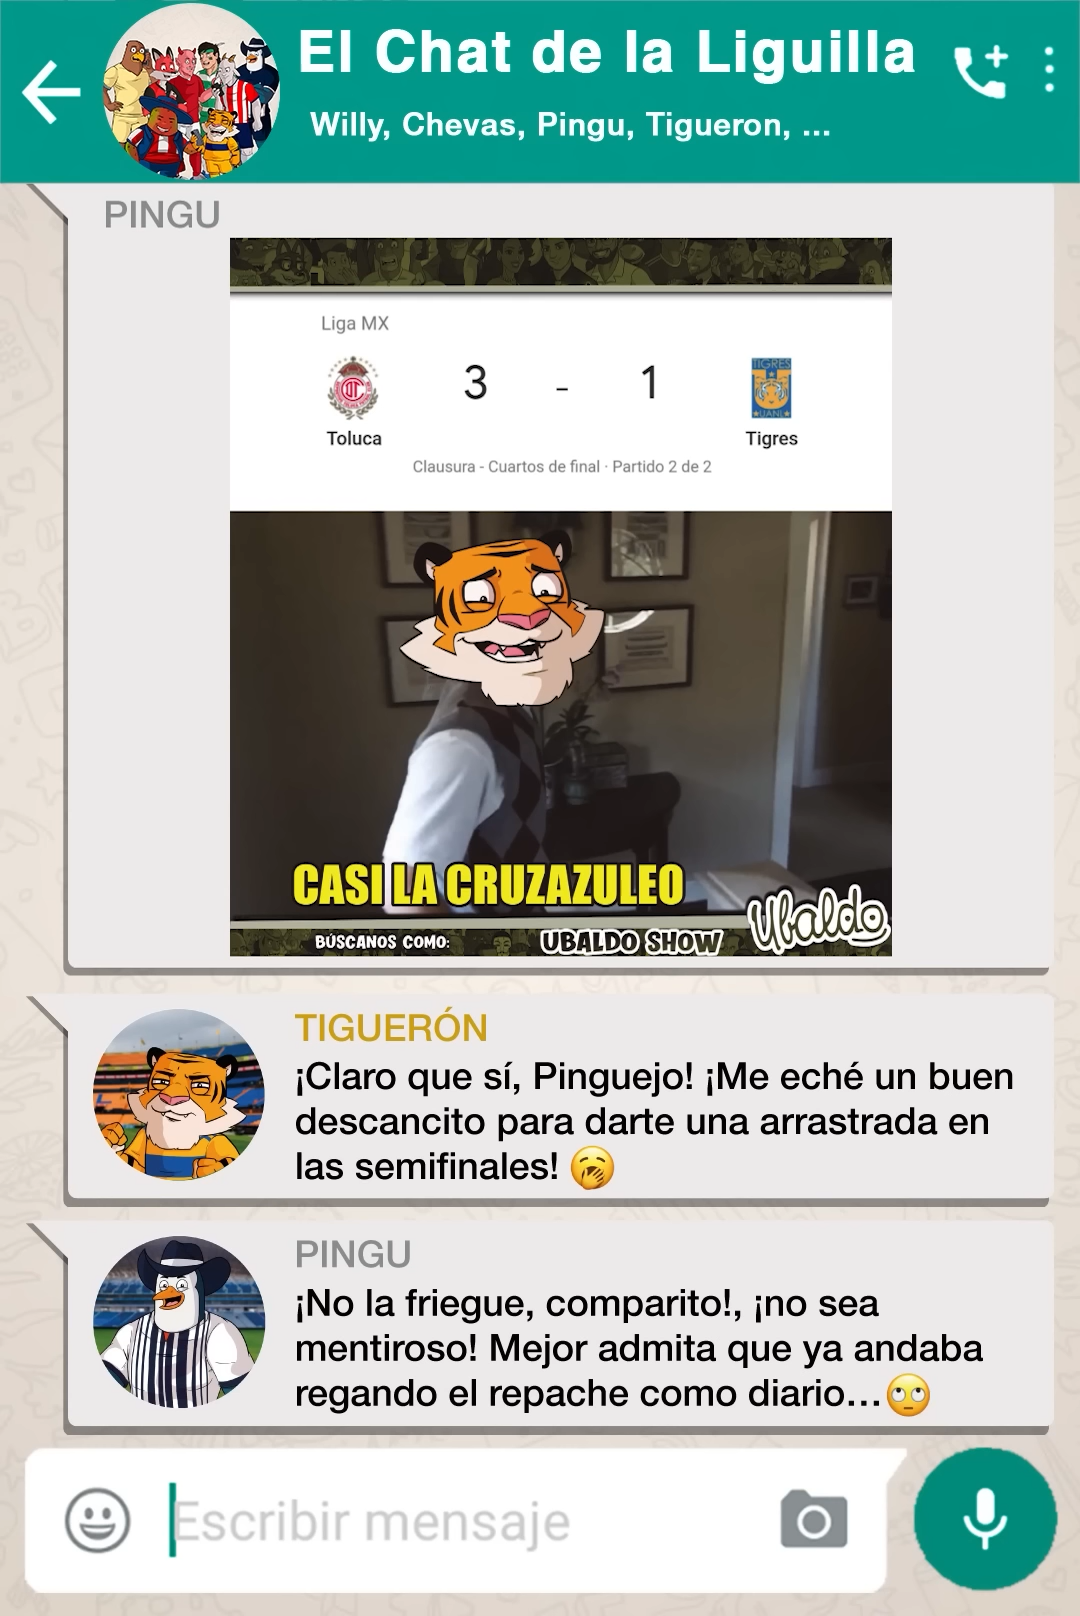 El Chat de la Liguilla
Willy, Chevas, Pingu, Tigueron, ...
PINGU
Liga MX
3 - 1
TIGRES
UANL
Toluca
Tigres
Clausura - Cuartos de final · Partido 2 de 2
CASI LA CRUZAZULEO
Ubaldo
BÚSCANOS COMO:
UBALDO SHOW
TIGUERÓN
¡Claro que sí, Pinguejo! ¡Me eché un buen
descancito para darte una arrastrada en
las semifinales! 🥱
PINGU
¡No la friegue, comparito!, ¡no sea
mentiroso! Mejor admita que ya andaba
regando el repache como diario...🙄
Escribir mensaje